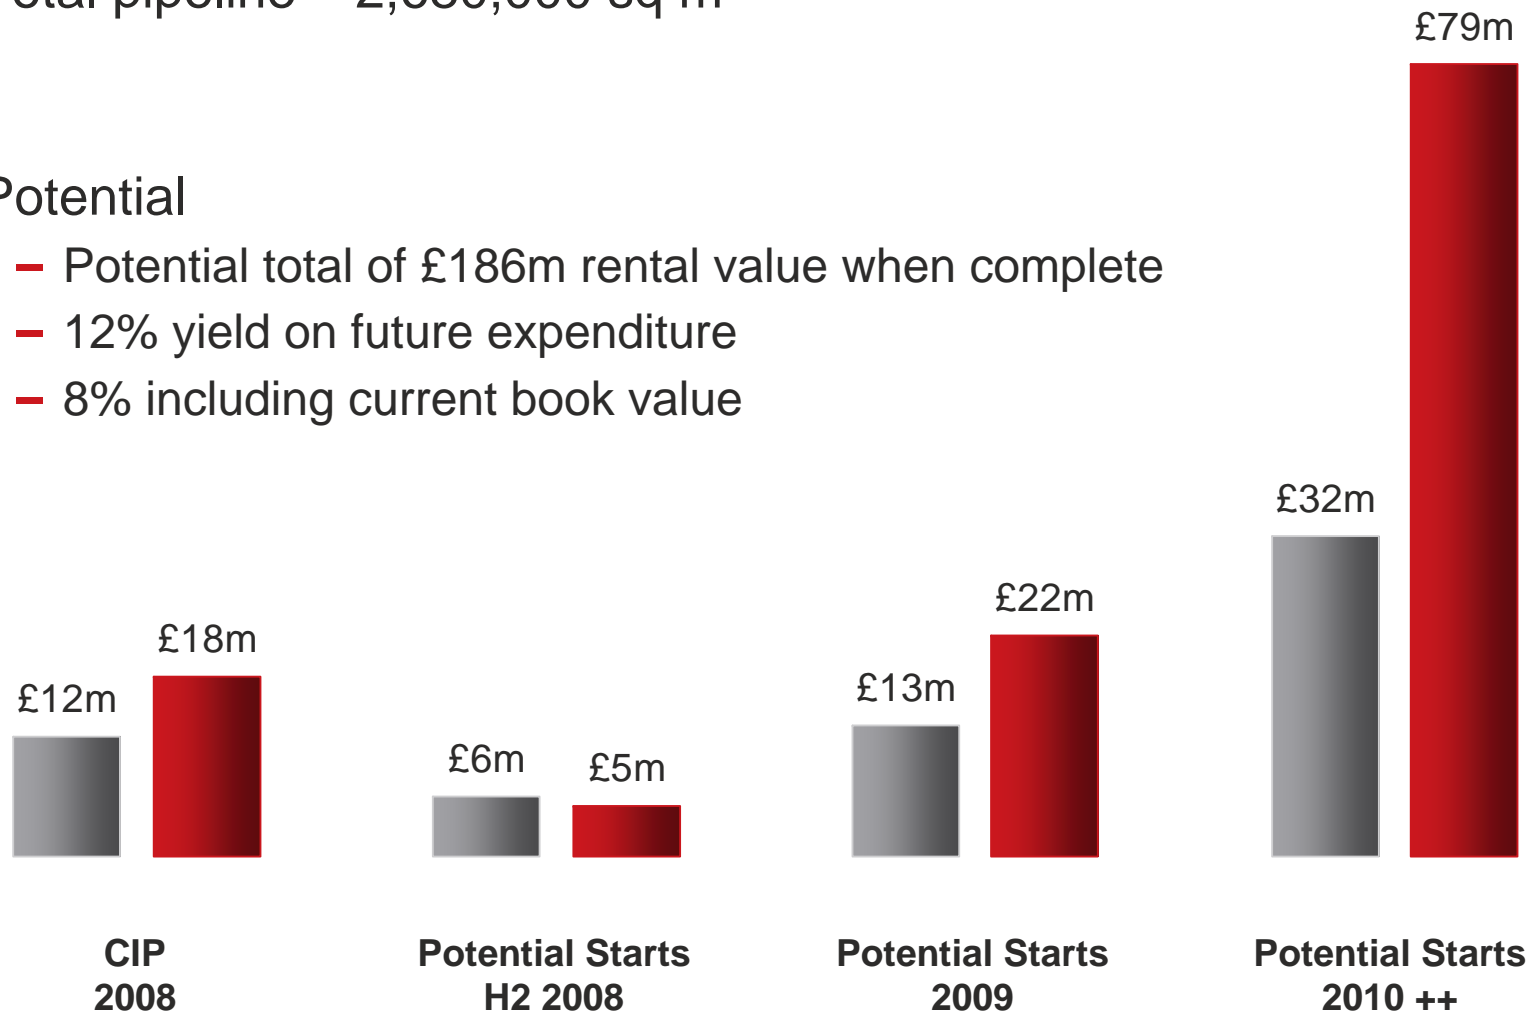 pipeline sq m
Potential
– Potential total of £186m rental value when complete
– 12% yield on future expenditure
– 8% including current book value
£79m
£32m
£22m
£18m
£13m
£12m
£6m
£5m
CIP
2008
Potential Starts
H2 2008
Potential Starts
2009
Potential Starts
2010 ++